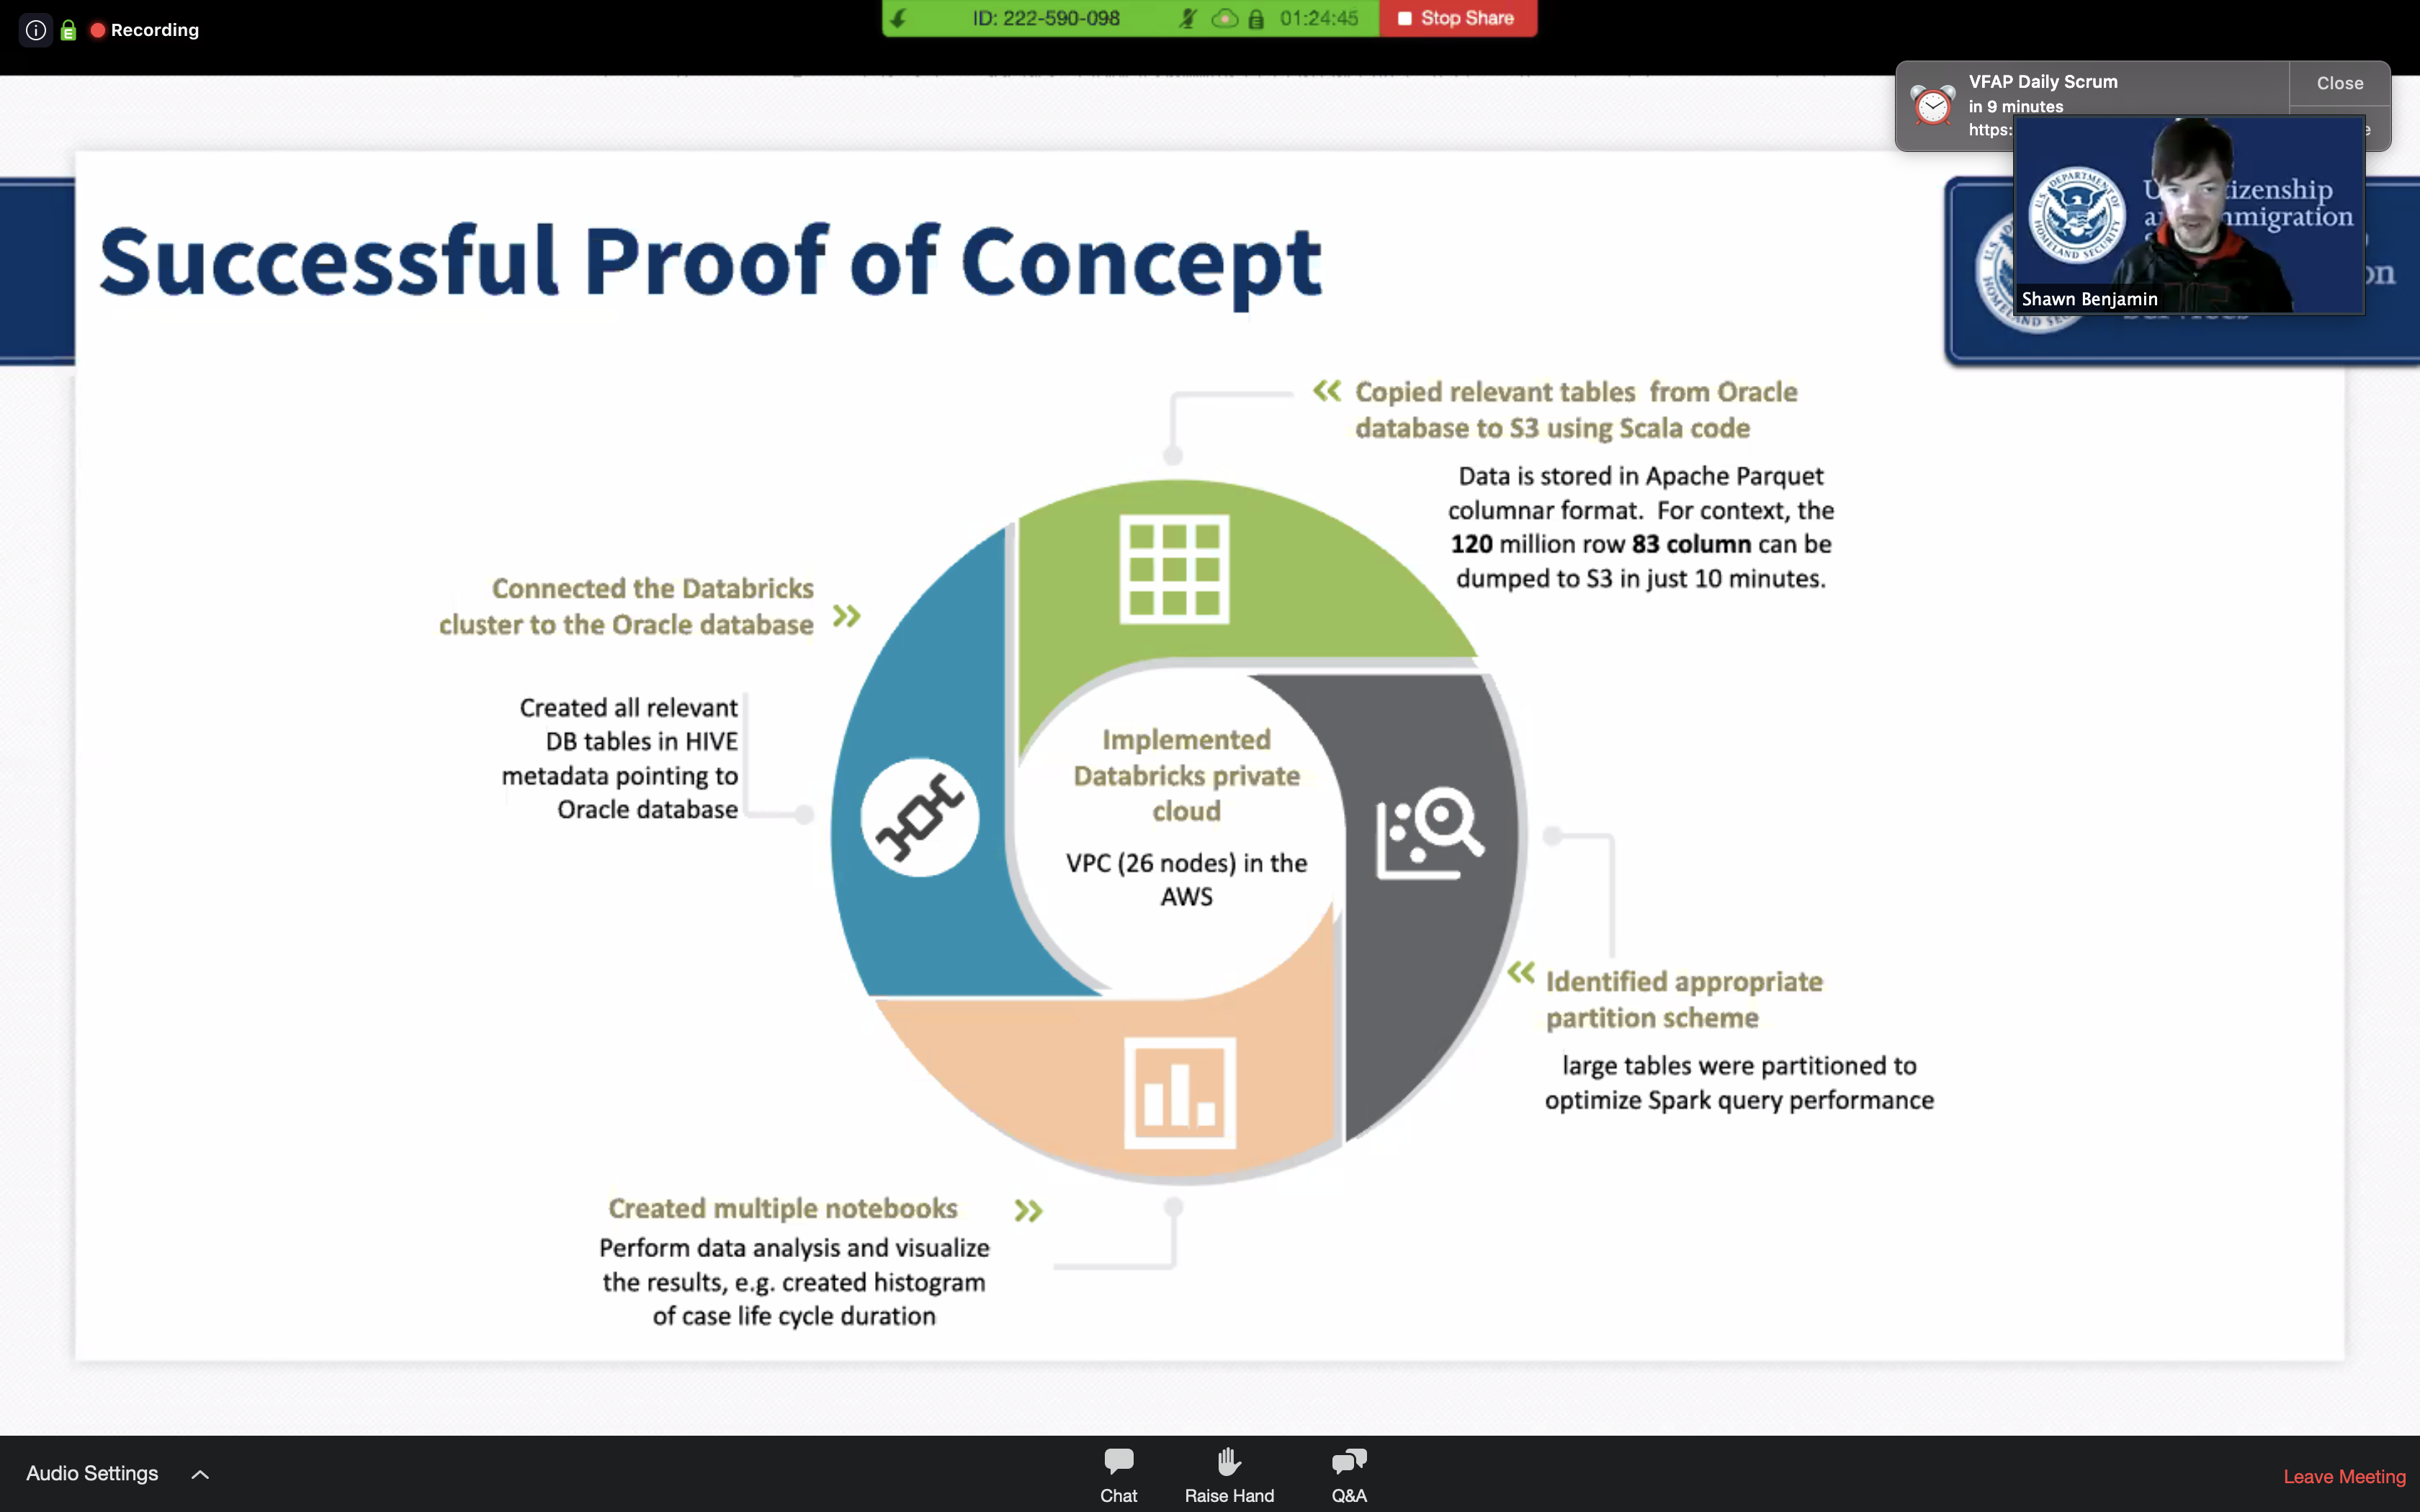 Recording
ID: 222-590-098
01:24:45
Stop Share
VFAP Daily Scrum
in 9 minutes
https:
Close
Shawn Benjamin
Successful Proof of Concept
Copied relevant tables from Oracle
database to S3 using Scala code
Data is stored in Apache Parquet
columnar format. For context, the
120 million row 83 column can be
dumped to S3 in just 10 minutes.
Connected the Databricks
cluster to the Oracle database
Created all relevant
DB tables in HIVE
metadata pointing to
Oracle database
Implemented
Databricks private
cloud
VPC (26 nodes) in the
AWS
Identified appropriate
partition scheme
large tables were partitioned to
optimize Spark query performance
Created multiple notebooks
Perform data analysis and visualize
the results, e.g. created histogram
of case life cycle duration
Audio Settings
Chat
Raise Hand
Q&A
Leave Meeting